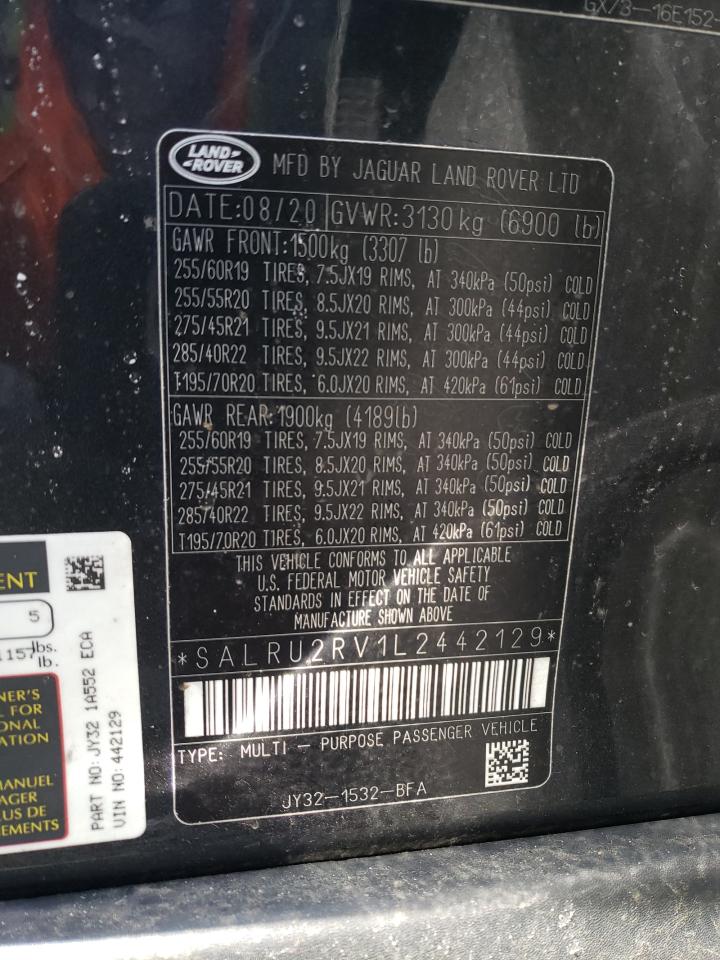 GX73-16E152-
LAND-
-ROVER
MFD BY JAGUAR LAND ROVER LTD
DATE:08/20 GVWR:3130kg (6900 lb)
GAWR FRONT:1500kg (3307 lb)
255/60R19 TIRES, 7.5JX19 RIMS, AT 340kPa (50psi) COLD
255/55R20 TIRES, 8.5JX20 RIMS, AT 300kPa (44psi) COLD
275/45R21 TIRES, 9.5JX21 RIMS, AT 300kPa (44psi) COLD
285/40R22 TIRES, 9.5JX22 RIMS, AT 300kPa (44psi) COLD
T195/70R20 TIRES, 6.0JX20 RIMS, AT 420kPa (61psi) COLD
GAWR REAR:1900kg (4189lb)
255/60R19 TIRES, 7.5JX19 RIMS, AT 340kPa (50psi) COLD
255/55R20 TIRES, 8.5JX20 RIMS, AT 340kPa (50psi) COLD
275/45R21 TIRES, 9.5JX21 RIMS, AT 340kPa (50psi) COLD
285/40R22 TIRES, 9.5JX22 RIMS, AT 340kPa (50psi) COLD
T195/70R20 TIRES, 6.0JX20 RIMS, AT 420kPa (61psi) COLD
THIS VEHICLE CONFORMS TO ALL APPLICABLE
U.S. FEDERAL MOTOR VEHICLE SAFETY
STANDARDS IN EFFECT ON THE DATE OF
MANUFACTURE SHOWN ABOVE
*SALRU2RV1L2442129*
TYPE: MULTI - PURPOSE PASSENGER VEHICLE
JY32-1532-BFA
ENT
5
1157lbs.
lb.
NER'S
FOR
ONAL
ATION
MANUEL
AGER
LUS DE
EMENTS
PART NO: JY32 1A552 ECA
VIN NO: 442129